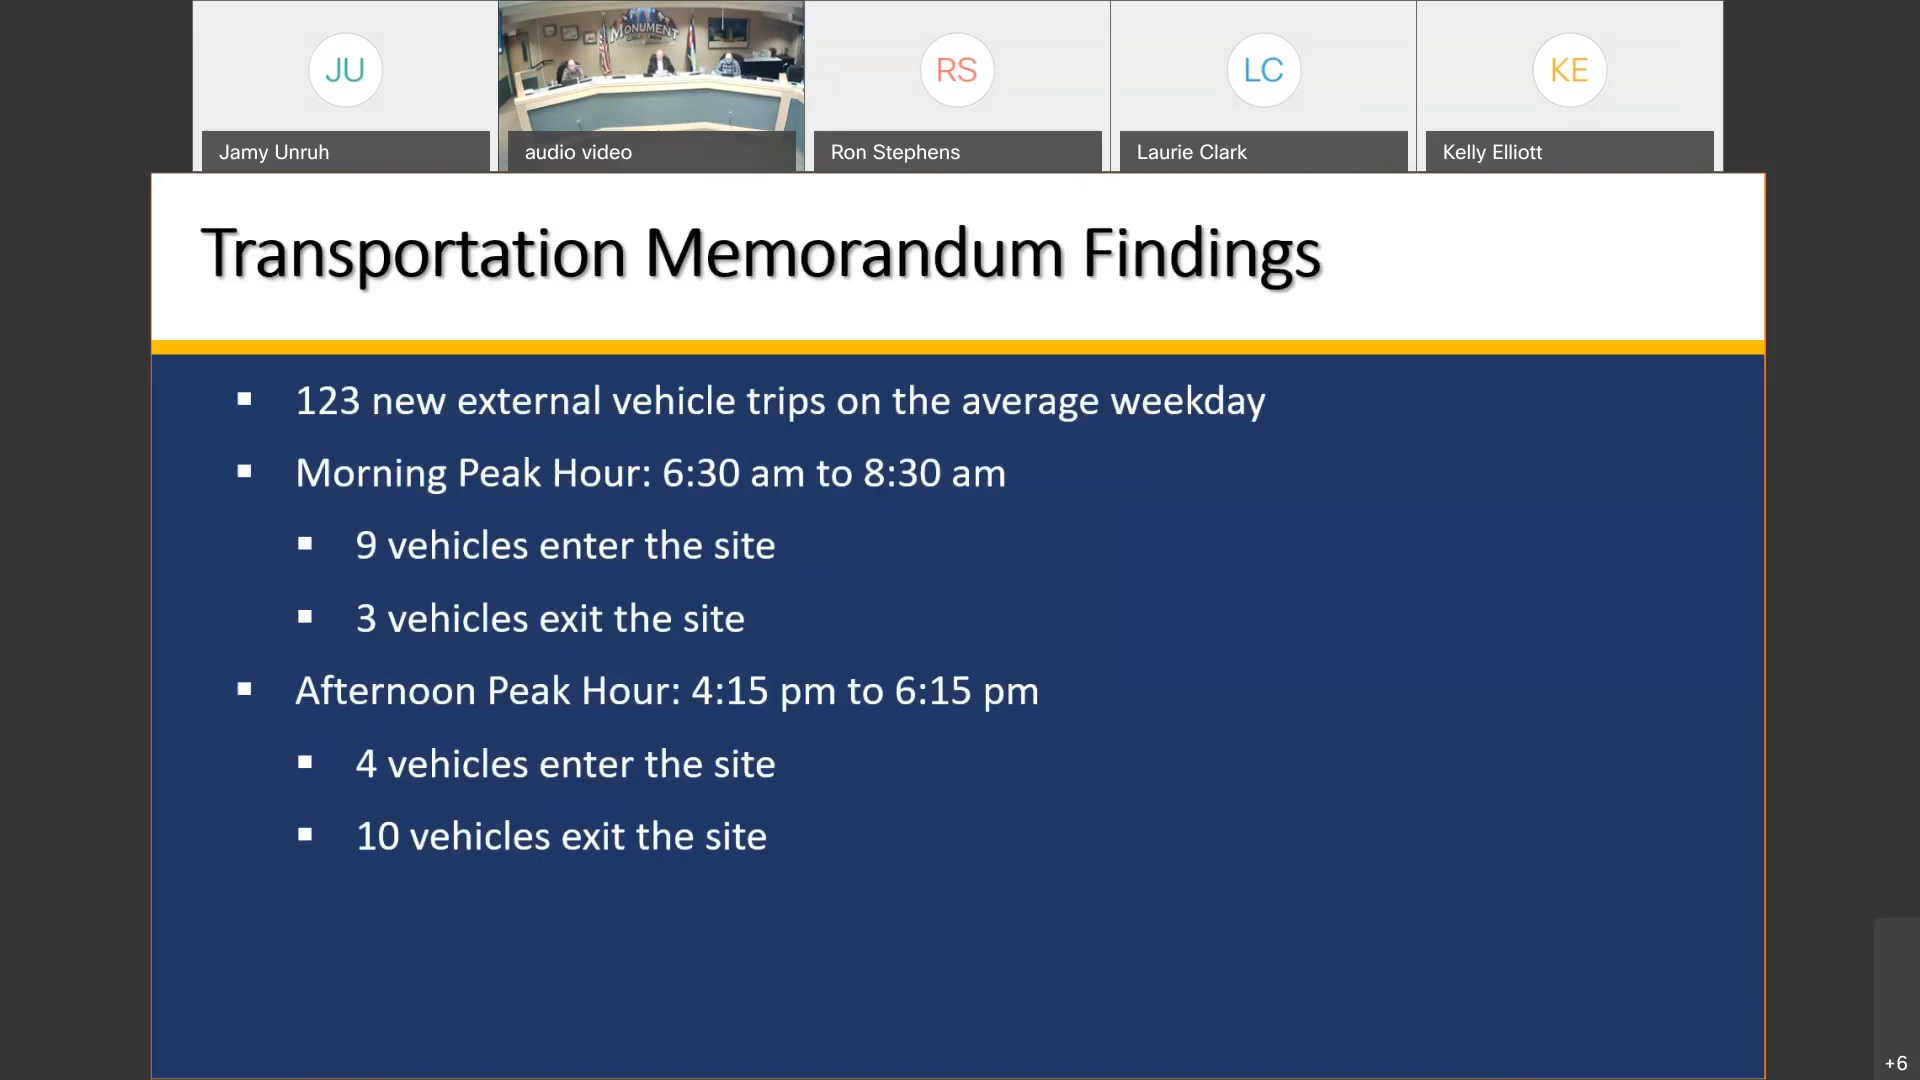 JU
Jamy Unruh
MONUMENT
audio video
RS
Ron Stephens
LC
Laurie Clark
KE
Kelly Elliott
Transportation Memorandum Findings
▪ 123 new external vehicle trips on the average weekday
▪ Morning Peak Hour: 6:30 am to 8:30 am
▪ 9 vehicles enter the site
▪ 3 vehicles exit the site
▪ Afternoon Peak Hour: 4:15 pm to 6:15 pm
▪ 4 vehicles enter the site
▪ 10 vehicles exit the site
+6